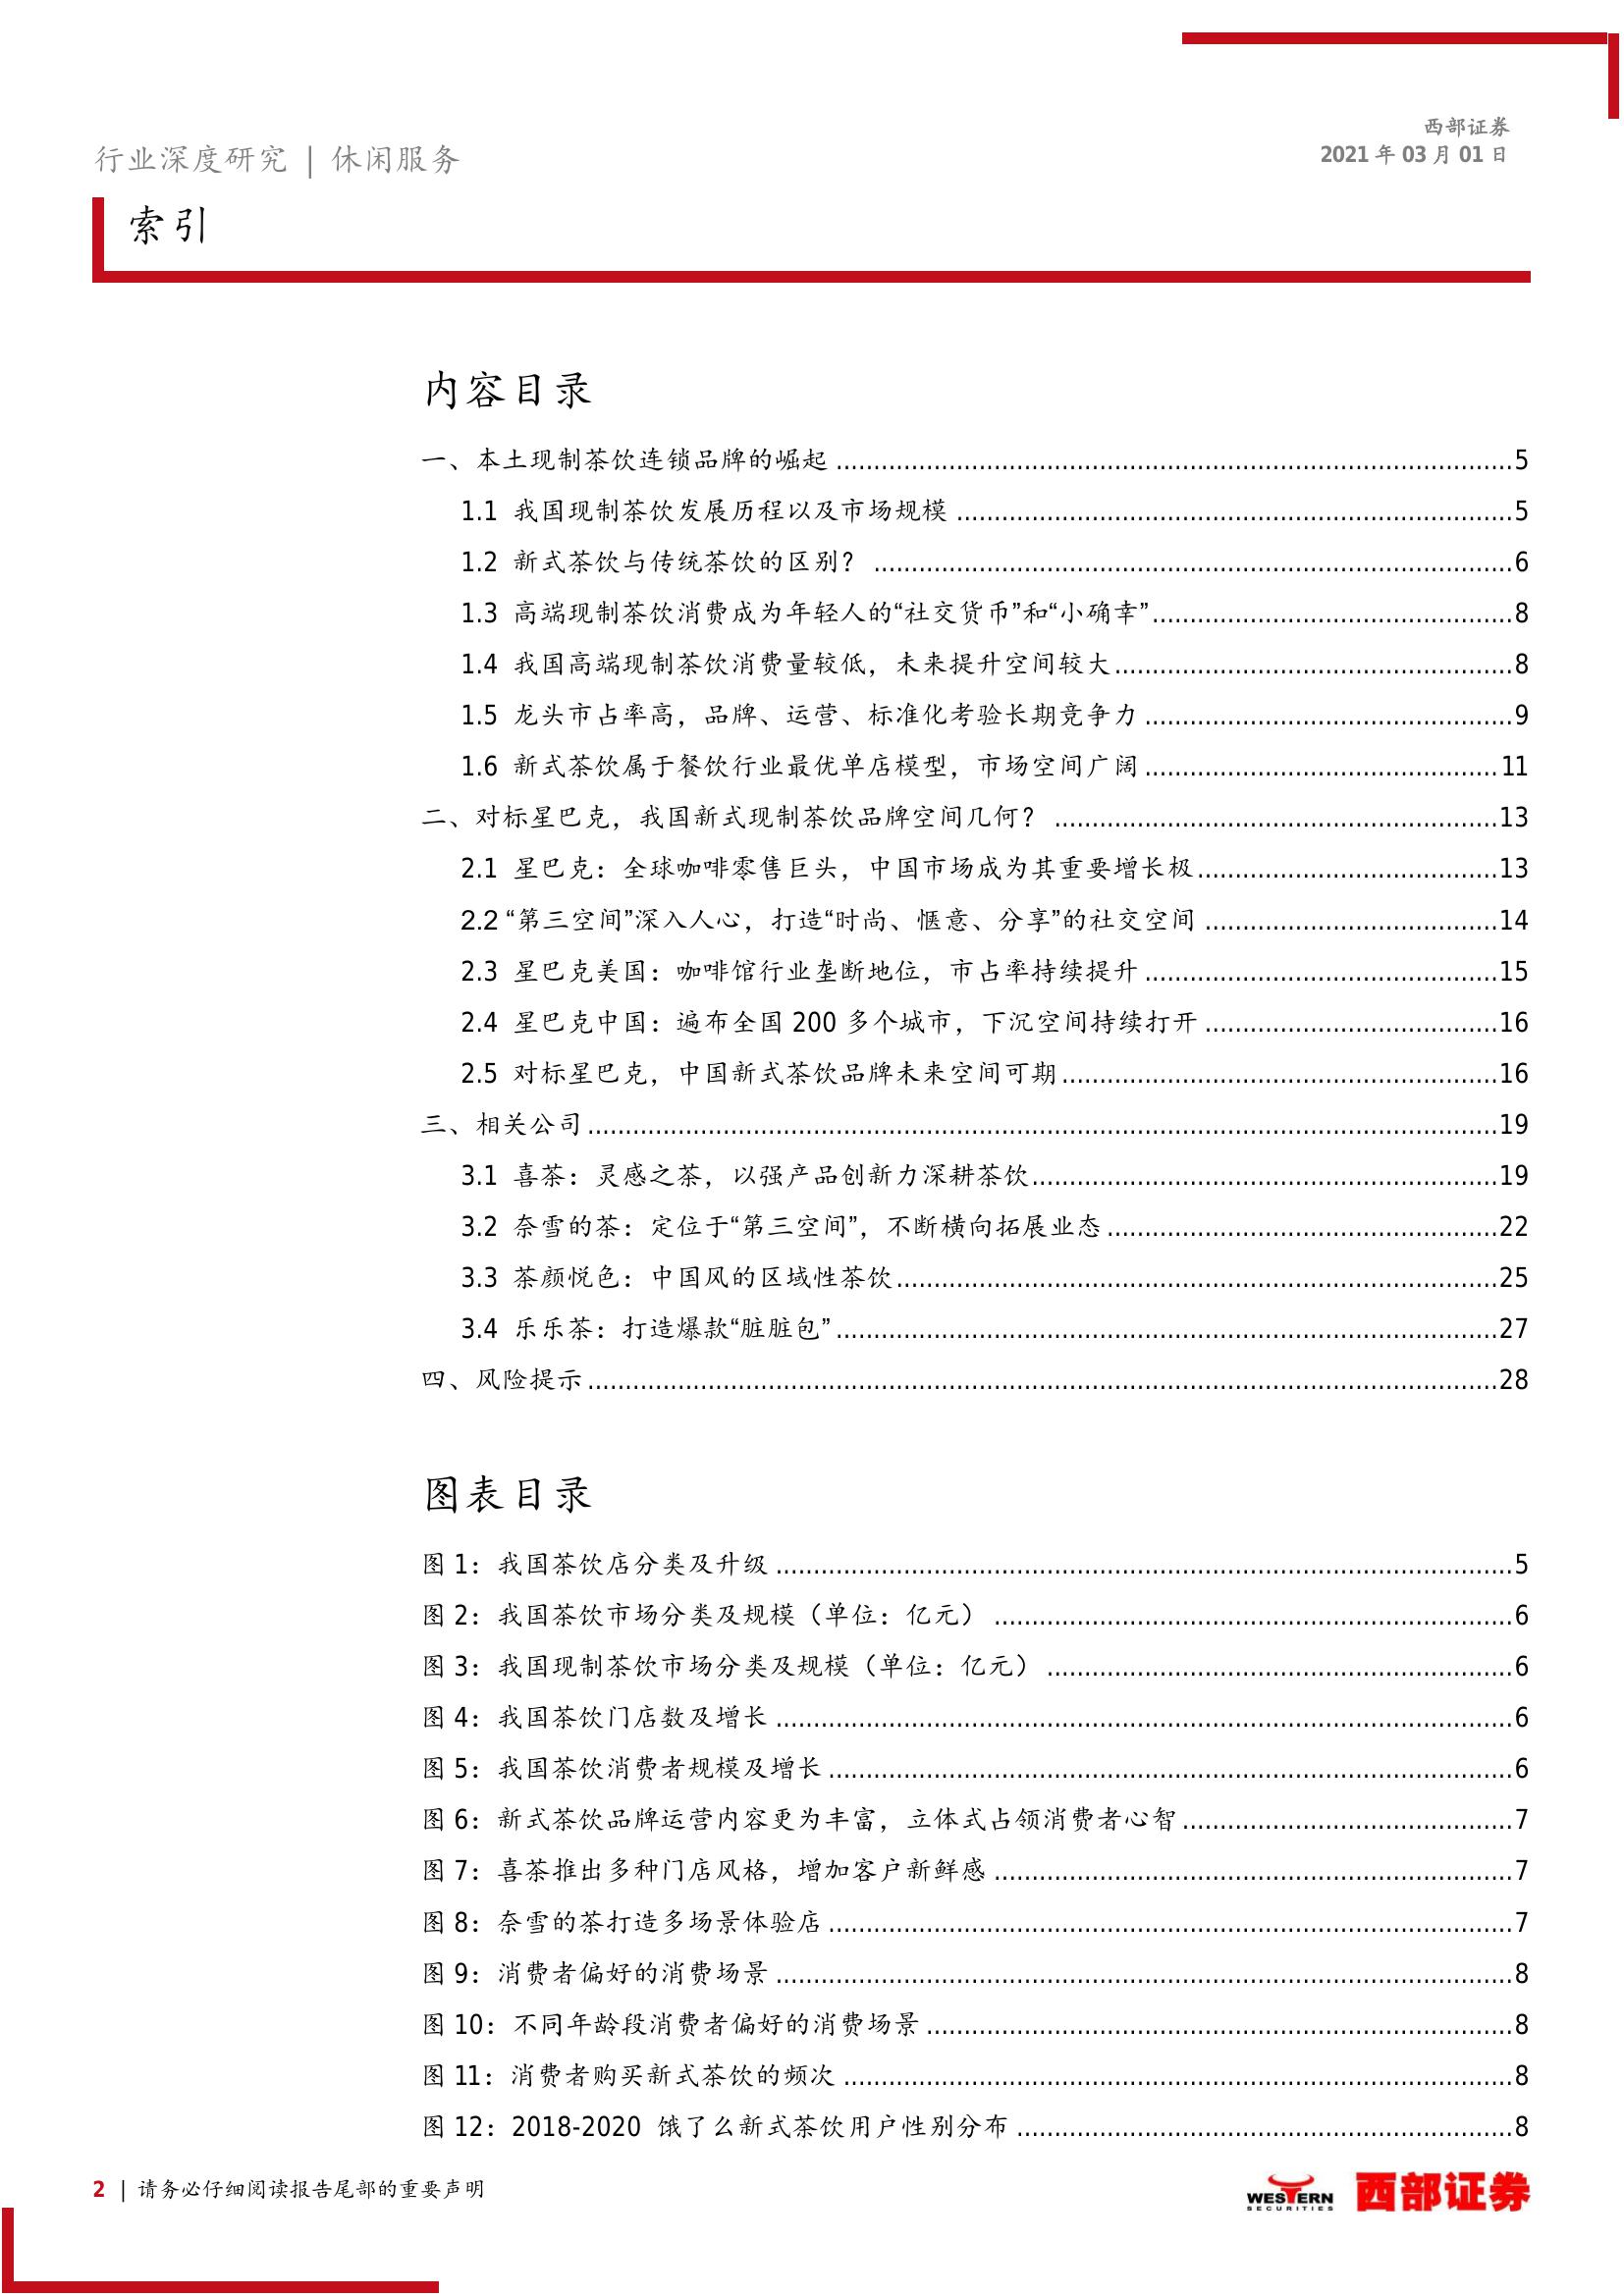 西部证券
行业深度研究 | 休闲服务
2021 年 03 月 01 日
索引
内容目录
一、本土现制茶饮连锁品牌的崛起 ........ 5
1.1 我国现制茶饮发展历程以及市场规模 ........ 5
1.2 新式茶饮与传统茶饮的区别？ ........ 6
1.3 高端现制茶饮消费成为年轻人的“社交货币”和“小确幸” ........ 8
1.4 我国高端现制茶饮消费量较低，未来提升空间较大 ........ 8
1.5 龙头市占率高，品牌、运营、标准化考验长期竞争力 ........ 9
1.6 新式茶饮属于餐饮行业最优单店模型，市场空间广阔 ........ 11
二、对标星巴克，我国新式现制茶饮品牌空间几何？ ........ 13
2.1 星巴克：全球咖啡零售巨头，中国市场成为其重要增长极 ........ 13
2.2 “第三空间”深入人心，打造“时尚、惬意、分享”的社交空间 ........ 14
2.3 星巴克美国：咖啡馆行业垄断地位，市占率持续提升 ........ 15
2.4 星巴克中国：遍布全国 200 多个城市，下沉空间持续打开 ........ 16
2.5 对标星巴克，中国新式茶饮品牌未来空间可期 ........ 16
三、相关公司 ........ 19
3.1 喜茶：灵感之茶，以强产品创新力深耕茶饮 ........ 19
3.2 奈雪的茶：定位于“第三空间”，不断横向拓展业态 ........ 22
3.3 茶颜悦色：中国风的区域性茶饮 ........ 25
3.4 乐乐茶：打造爆款“脏脏包” ........ 27
四、风险提示 ........ 28
图表目录
图 1：我国茶饮店分类及升级 ........ 5
图 2：我国茶饮市场分类及规模（单位：亿元） ........ 6
图 3：我国现制茶饮市场分类及规模（单位：亿元） ........ 6
图 4：我国茶饮门店数及增长 ........ 6
图 5：我国茶饮消费者规模及增长 ........ 6
图 6：新式茶饮品牌运营内容更为丰富，立体式占领消费者心智 ........ 7
图 7：喜茶推出多种门店风格，增加客户新鲜感 ........ 7
图 8：奈雪的茶打造多场景体验店 ........ 7
图 9：消费者偏好的消费场景 ........ 8
图 10：不同年龄段消费者偏好的消费场景 ........ 8
图 11：消费者购买新式茶饮的频次 ........ 8
图 12：2018-2020 饿了么新式茶饮用户性别分布 ........ 8
2 | 请务必仔细阅读报告尾部的重要声明
WESTERN
SECURITIES
西部证券